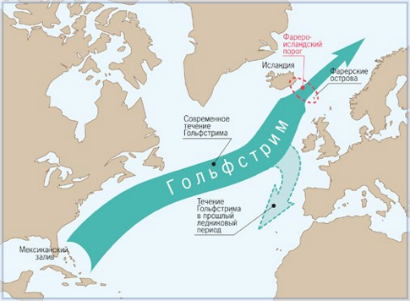 Фареро-
исландский
порог
Исландия
Фарерские
острова
Современное
течение
Гольфстрима
Гольфстрим
Течение
Гольфстрима
в прошлый
ледниковый
период
Мексиканский
залив